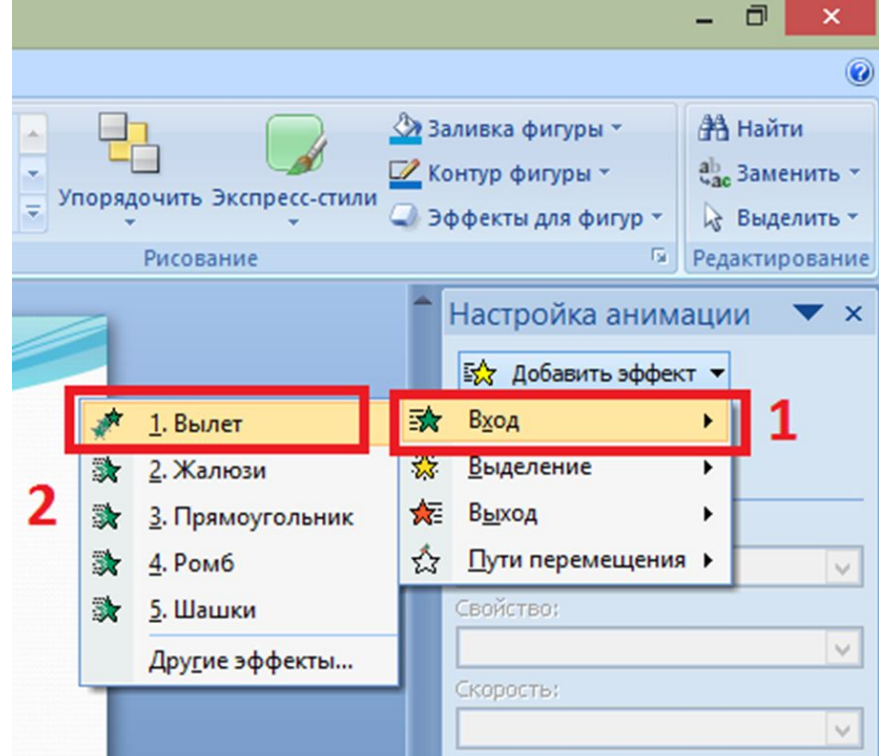 Заливка фигуры
Контур фигуры
Эффекты для фигур
Упорядочить Экспресс-стили
Рисование
Найти
ab ac Заменить
Выделить
Редактирование
Настройка анимации
Добавить эффект
Вход
Выделение
Выход
Пути перемещения
1
1. Вылет
2. Жалюзи
3. Прямоугольник
4. Ромб
5. Шашки
Другие эффекты...
2
Свойство:
Скорость: